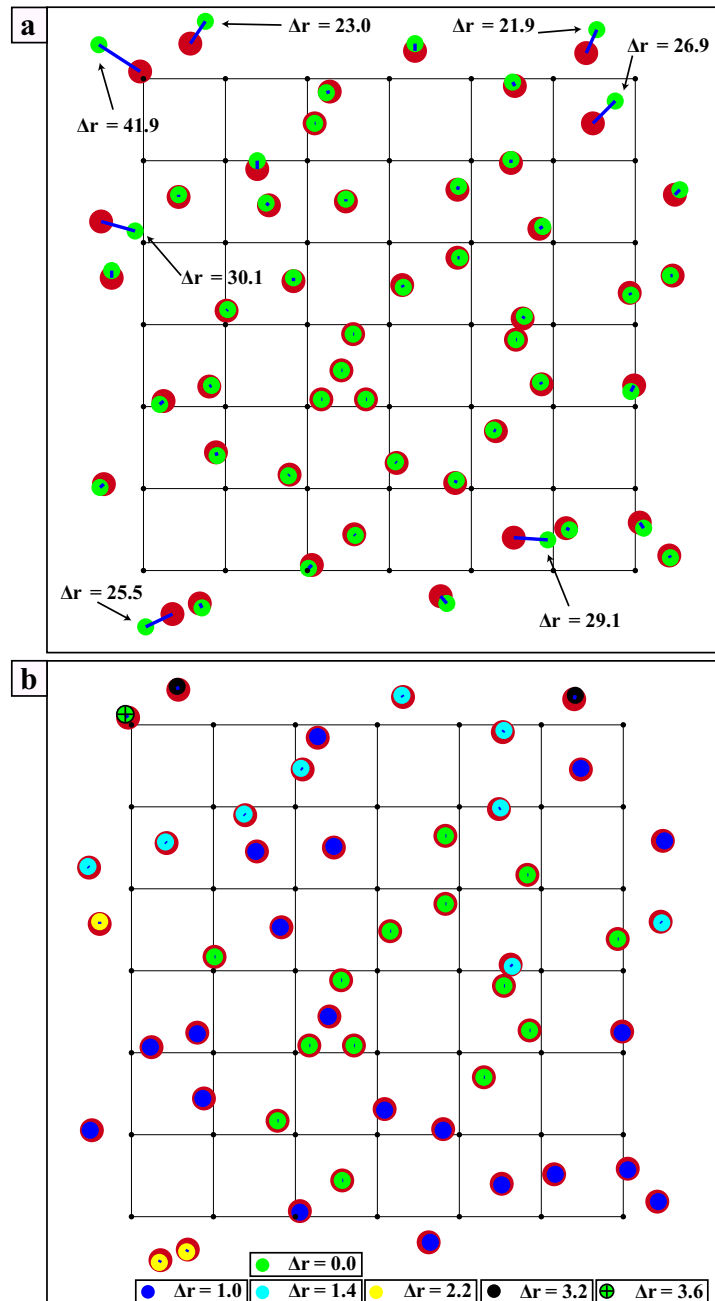 a
Δr = 23.0
Δr = 21.9
Δr = 26.9
Δr = 41.9
Δr = 30.1
Δr = 25.5
Δr = 29.1
b
Δr = 0.0
Δr = 1.0 Δr = 1.4 Δr = 2.2 Δr = 3.2 Δr = 3.6